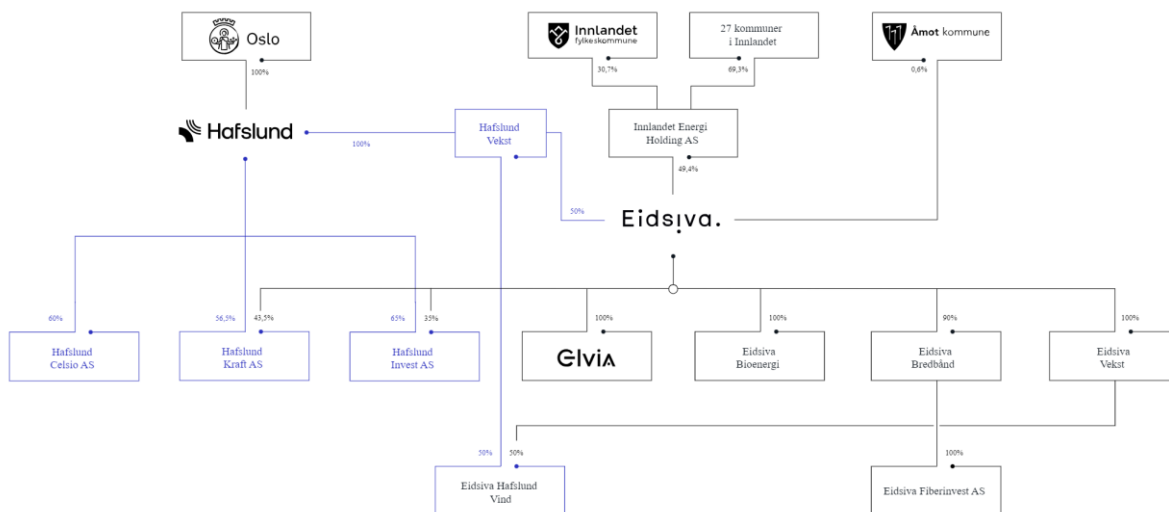 Oslo
Innlandet
fylkeskommune
27 kommuner
i Innlandet
Åmot kommune
100%
30,7%
69,3%
0,6%
Hafslund
100%
Hafslund
Vekst
Innlandet Energi
Holding AS
49,4%
50%
Eidsiva.
60%
56,5%
43,5%
65%
35%
100%
100%
90%
100%
Hafslund
Celsio AS
Hafslund
Kraft AS
Hafslund
Invest AS
Elvia
Eidsiva
Bioenergi
Eidsiva
Bredbånd
Eidsiva
Vekst
50%
50%
100%
Eidsiva Hafslund
Vind
Eidsiva Fiberinvest AS